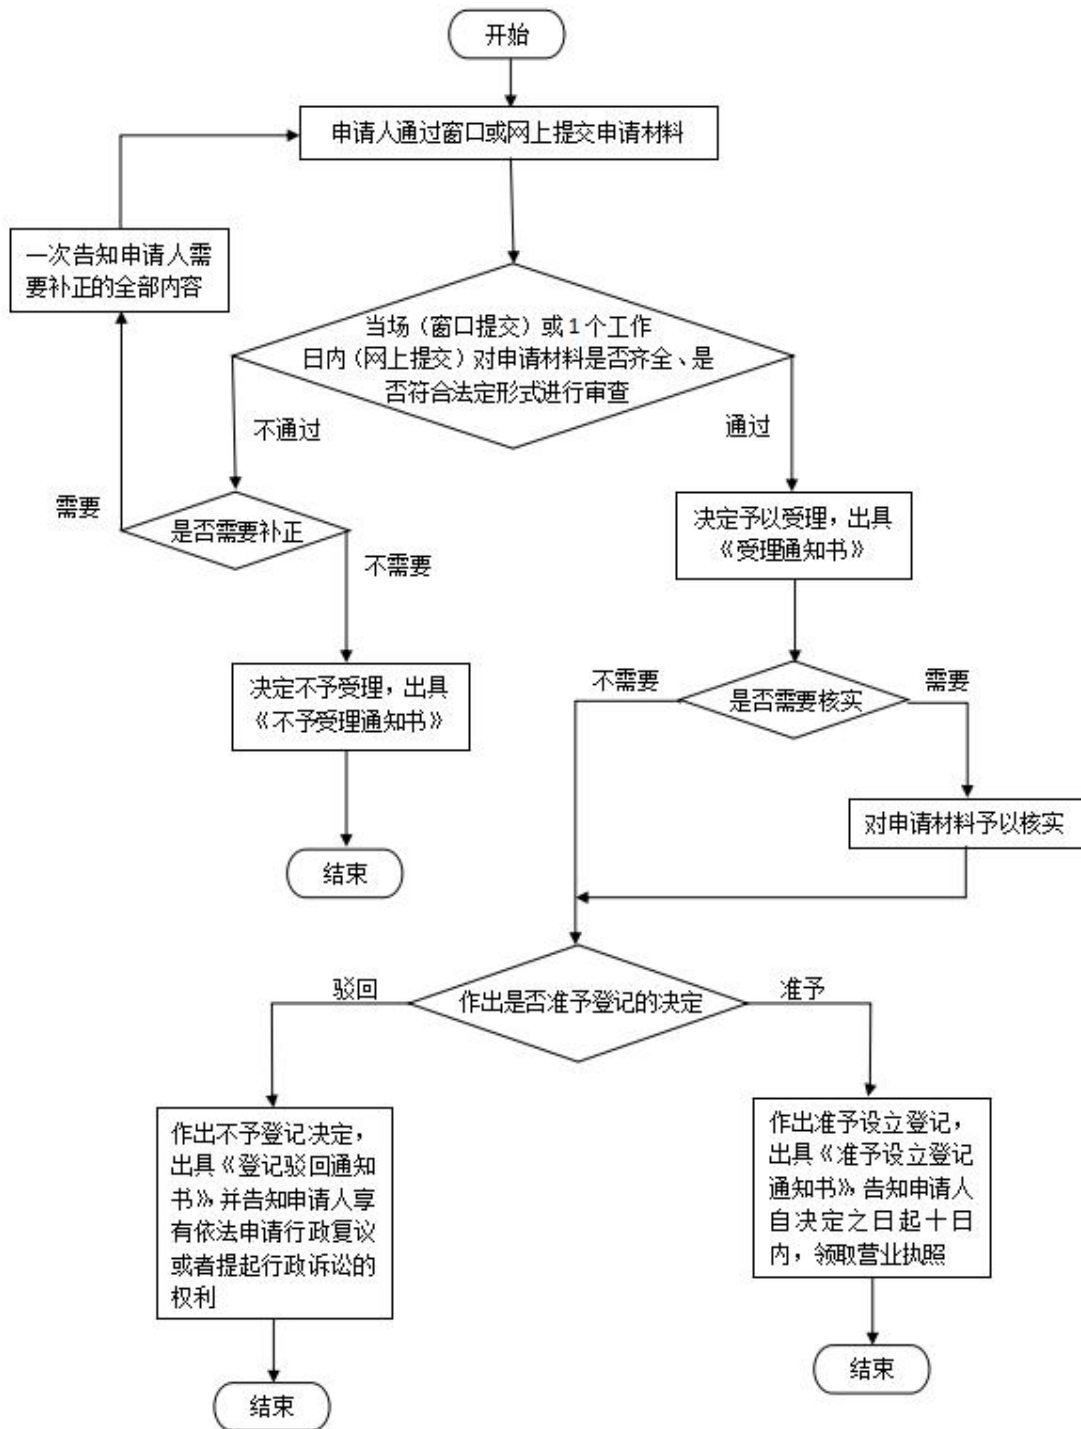 开始
申请人通过窗口或网上提交申请材料
一次告知申请人需
要补正的全部内容
当场（窗口提交）或1个工作
日内（网上提交）对申请材料是否齐全、是
否符合法定形式进行审查
不通过
通过
需要
是否需要补正
不需要
决定予以受理，出具
《受理通知书》
决定不予受理，出具
《不予受理通知书》
不需要
是否需要核实
需要
对申请材料予以核实
结束
驳回
作出是否准予登记的决定
准予
作出不予登记决定，
出具《登记驳回通知
书》，并告知申请人享
有依法申请行政复议
或者提起行政诉讼的
权利
作出准予设立登记，
出具《准予设立登记
通知书》，告知申请人
自决定之日起十日
内，领取营业执照
结束
结束